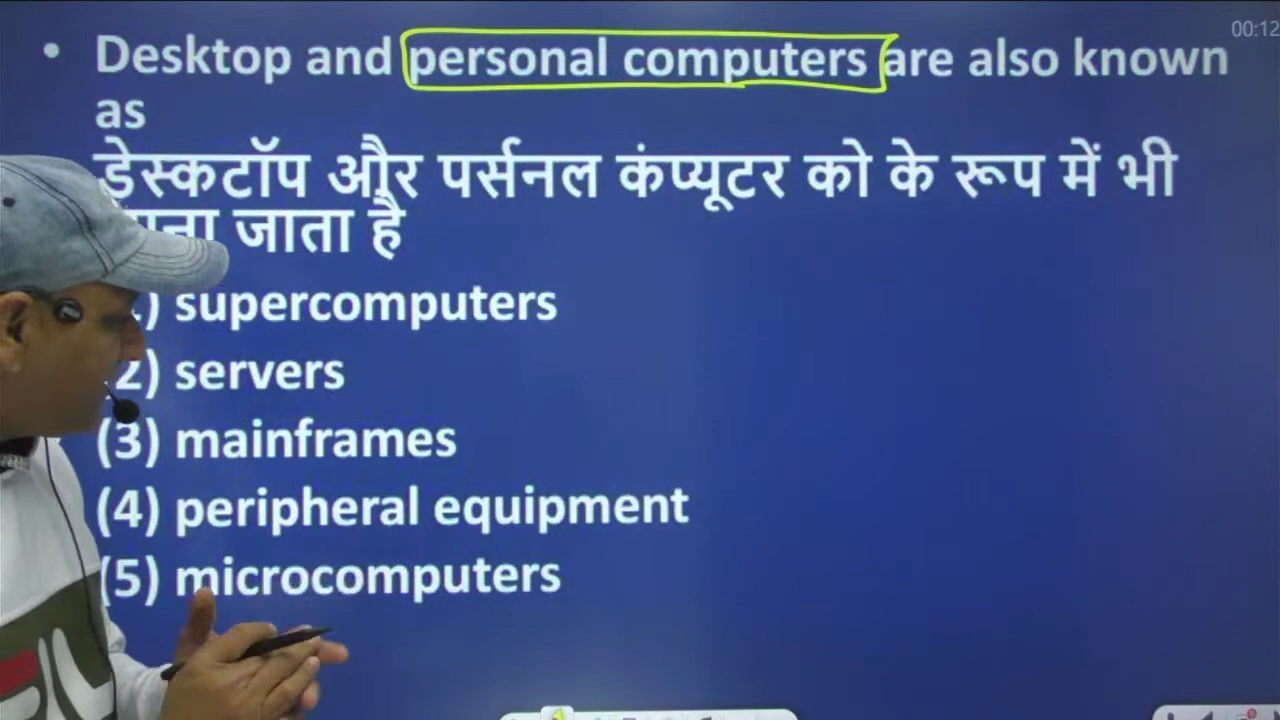 00:12
• Desktop and personal computers are also known
as
डेस्कटॉप और पर्सनल कंप्यूटर को के रूप में भी
जाता है
) supercomputers
2) servers
(3) mainframes
(4) peripheral equipment
(5) microcomputers